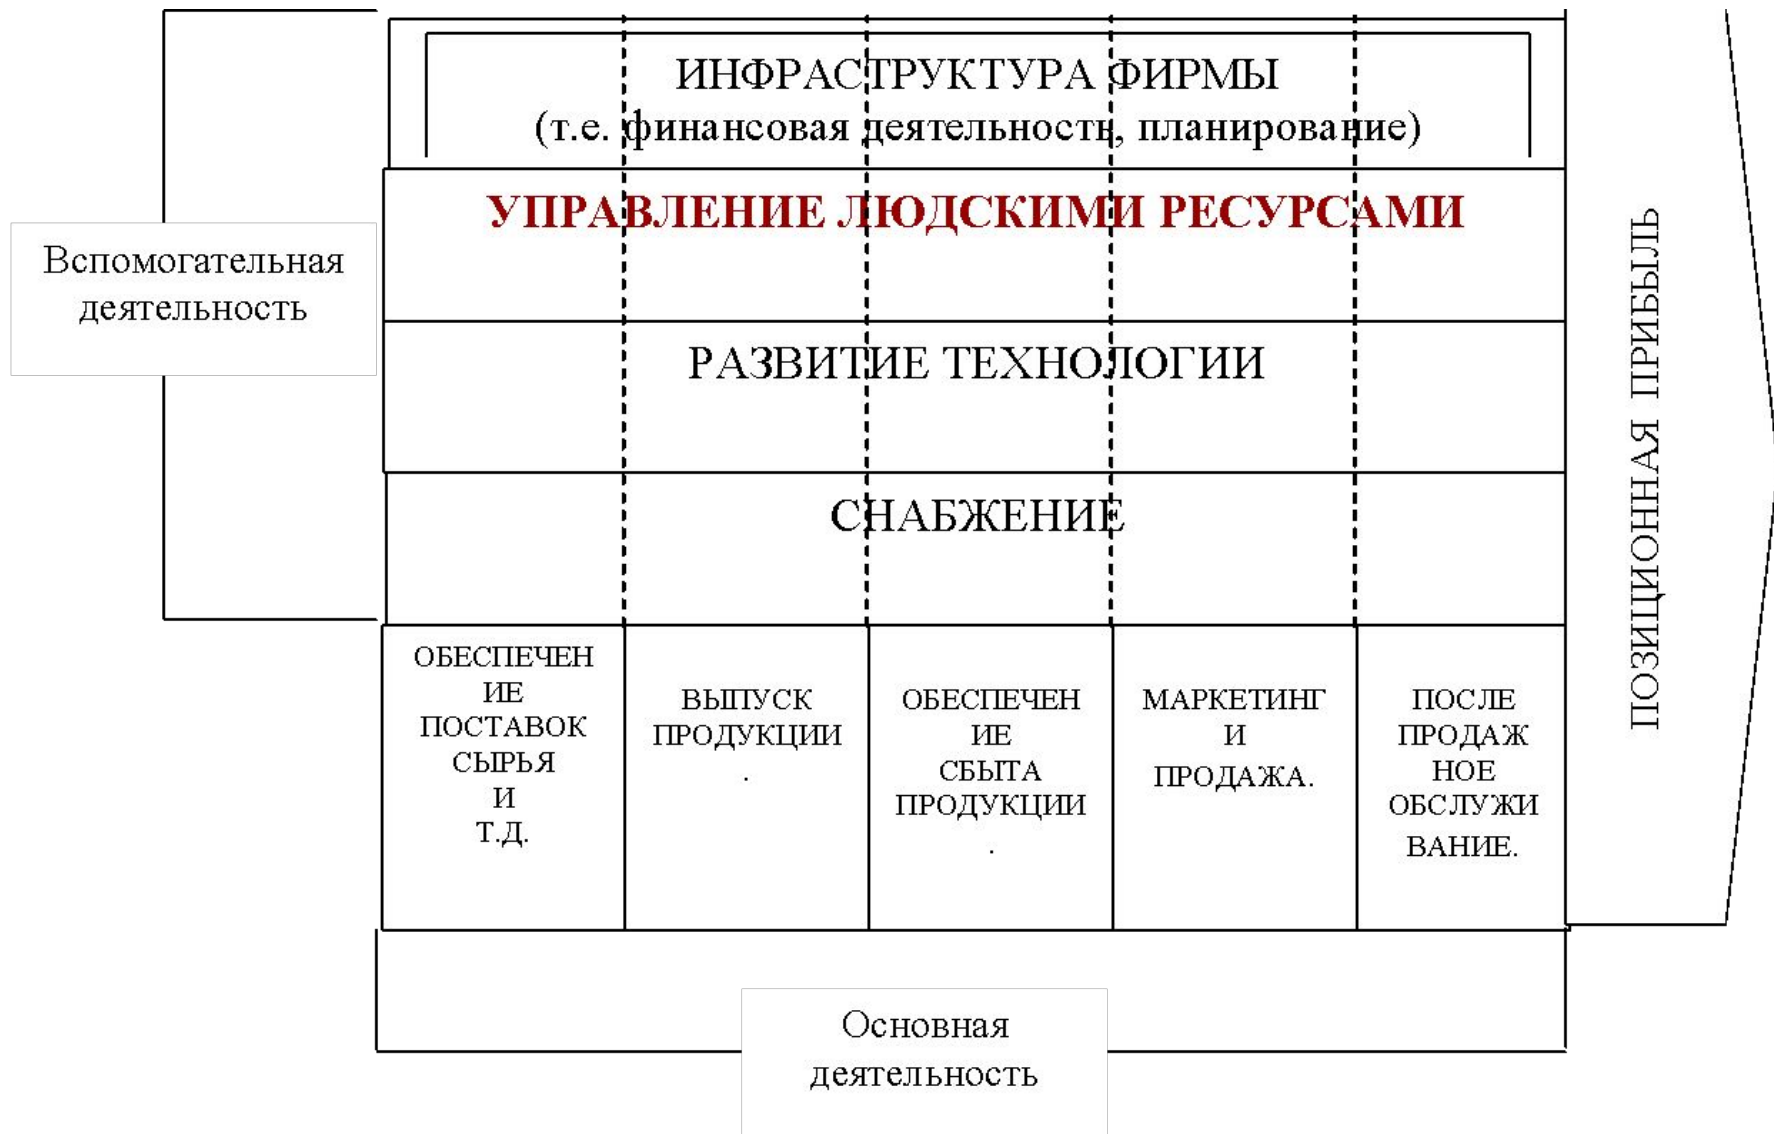 ИНФРАСТРУКТУРА ФИРМЫ
(т.е. финансовая деятельность, планирование)
УПРАВЛЕНИЕ ЛЮДСКИМИ РЕСУРСАМИ
Вспомогательная
деятельность
РАЗВИТИЕ ТЕХНОЛОГИИ
СНАБЖЕНИЕ
ПОЗИЦИОННАЯ ПРИБЫЛЬ
ОБЕСПЕЧЕН
ИЕ
ПОСТАВОК
СЫРЬЯ
И
Т.Д.
ВЫПУСК
ПРОДУКЦИИ
.
ОБЕСПЕЧЕН
ИЕ
СБЫТА
ПРОДУКЦИИ
.
МАРКЕТИНГ
И
ПРОДАЖА.
ПОСЛЕ
ПРОДАЖ
НОЕ
ОБСЛУЖИ
ВАНИЕ.
Основная
деятельность